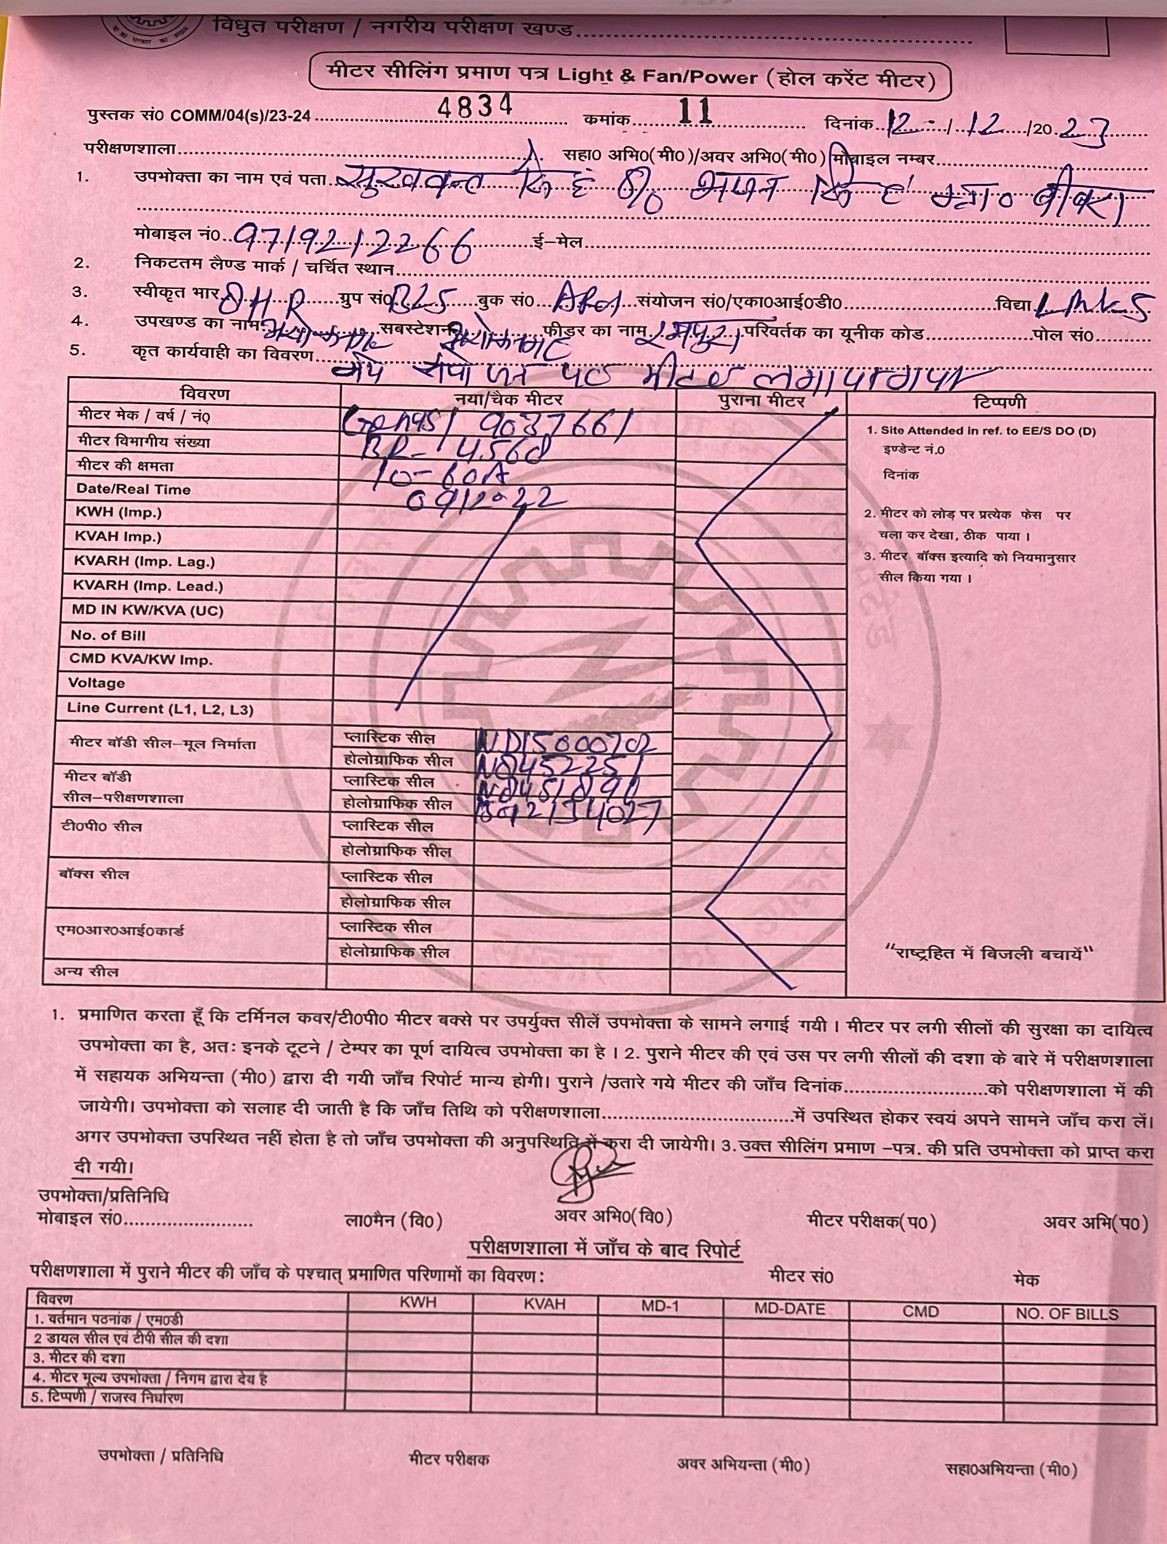 विधुत परीक्षण / नगरीय परीक्षण खण्ड
मीटर सीलिंग प्रमाण पत्र Light & Fan/Power (होल करेंट मीटर)
पुस्तक सं0 COMM/04(s)/23-24 4834 कमांक 11 दिनांक 12/12/2023
परीक्षणशाला सहा0 अभि0(मी0)/अवर अभि0(मी0) मोबाइल नम्बर
1. उपभोक्ता का नाम एवं पता सुखवन्त सिंह S/0 भजन सिंह
मोबाइल नं0 9719212266 ई-मेल
2. निकटतम लैण्ड मार्क / चर्चित स्थान
3. स्वीकृत भार ग्रुप सं0 बुक सं0 संयोजन सं0/एका0आई0डी0 विद्या
4. उपखण्ड का नाम सबस्टेशन फीडर का नाम परिवर्तक का यूनीक कोड पोल सं0
5. कृत कार्यवाही का विवरण
पर मीटर लगाया गया
विवरण नया/चेक मीटर पुराना मीटर टिप्पणी
मीटर मेक / वर्ष / नं0 Genus/ 9037661
मीटर विभागीय संख्या
मीटर की क्षमता 10-60A
Date/Real Time
KWH (Imp.)
KVAH Imp.)
KVARH (Imp. Lag.)
KVARH (Imp. Lead.)
MD IN KW/KVA (UC)
No. of Bill
CMD KVA/KW Imp.
Voltage
Line Current (L1, L2, L3)
1. Site Attended in ref. to EE/S DO (D)
इण्डेन्ट नं.0
दिनांक
2. मीटर को लोड़ पर प्रत्येक फेस पर
चला कर देखा, ठीक पाया ।
3. मीटर बॉक्स इत्यादि को नियमानुसार
सील किया गया ।
मीटर बॉडी सील-मूल निर्माता प्लास्टिक सील
होलोग्राफिक सील
मीटर बॉडी प्लास्टिक सील
सील-परीक्षणशाला होलोग्राफिक सील
टी0पी0 सील प्लास्टिक सील
होलोग्राफिक सील
बॉक्स सील प्लास्टिक सील
होलोग्राफिक सील
एम0आर0आई0कार्ड प्लास्टिक सील
होलोग्राफिक सील
अन्य सील
"राष्ट्रहित में बिजली बचायें"
1. प्रमाणित करता हूँ कि टर्मिनल कवर/टी0पी0 मीटर बक्से पर उपर्युक्त सीलें उपभोक्ता के सामने लगाई गयी । मीटर पर लगी सीलों की सुरक्षा का दायित्व
उपभोक्ता का है, अतः इनके टूटने / टेम्पर का पूर्ण दायित्व उपभोक्ता का है । 2. पुराने मीटर की एवं उस पर लगी सीलों की दशा के बारे में परीक्षणशाला
में सहायक अभियन्ता (मी0) द्वारा दी गयी जाँच रिपोर्ट मान्य होगी। पुराने /उतारे गये मीटर की जाँच दिनांक को परीक्षणशाला में की
जायेगी। उपभोक्ता को सलाह दी जाती है कि जाँच तिथि को परीक्षणशाला में उपस्थित होकर स्वयं अपने सामने जाँच करा लें।
अगर उपभोक्ता उपस्थित नहीं होता है तो जाँच उपभोक्ता की अनुपस्थिति में करा दी जायेगी। 3. उक्त सीलिंग प्रमाण -पत्र. की प्रति उपभोक्ता को प्राप्त करा
दी गयी।
उपभोक्ता/प्रतिनिधि
मोबाइल सं0 ला0मैन (वि0) अवर अभि0(वि0) मीटर परीक्षक(प0) अवर अभि(प0)
परीक्षणशाला में जाँच के बाद रिपोर्ट
परीक्षणशाला में पुराने मीटर की जाँच के पश्चात् प्रमाणित परिणामों का विवरण : मीटर सं0 मेक
विवरण KWH KVAH MD-1 MD-DATE CMD NO. OF BILLS
1. वर्तमान पठनांक / एम0डी
2 डायल सील एवं टीपी सील की दशा
3. मीटर की दशा
4. मीटर मूल्य उपभोक्ता / निगम द्वारा देय है
5. टिप्पणी / राजस्व निर्धारण
उपभोक्ता / प्रतिनिधि मीटर परीक्षक अवर अभियन्ता (मी0) सहा0अभियन्ता (मी0)